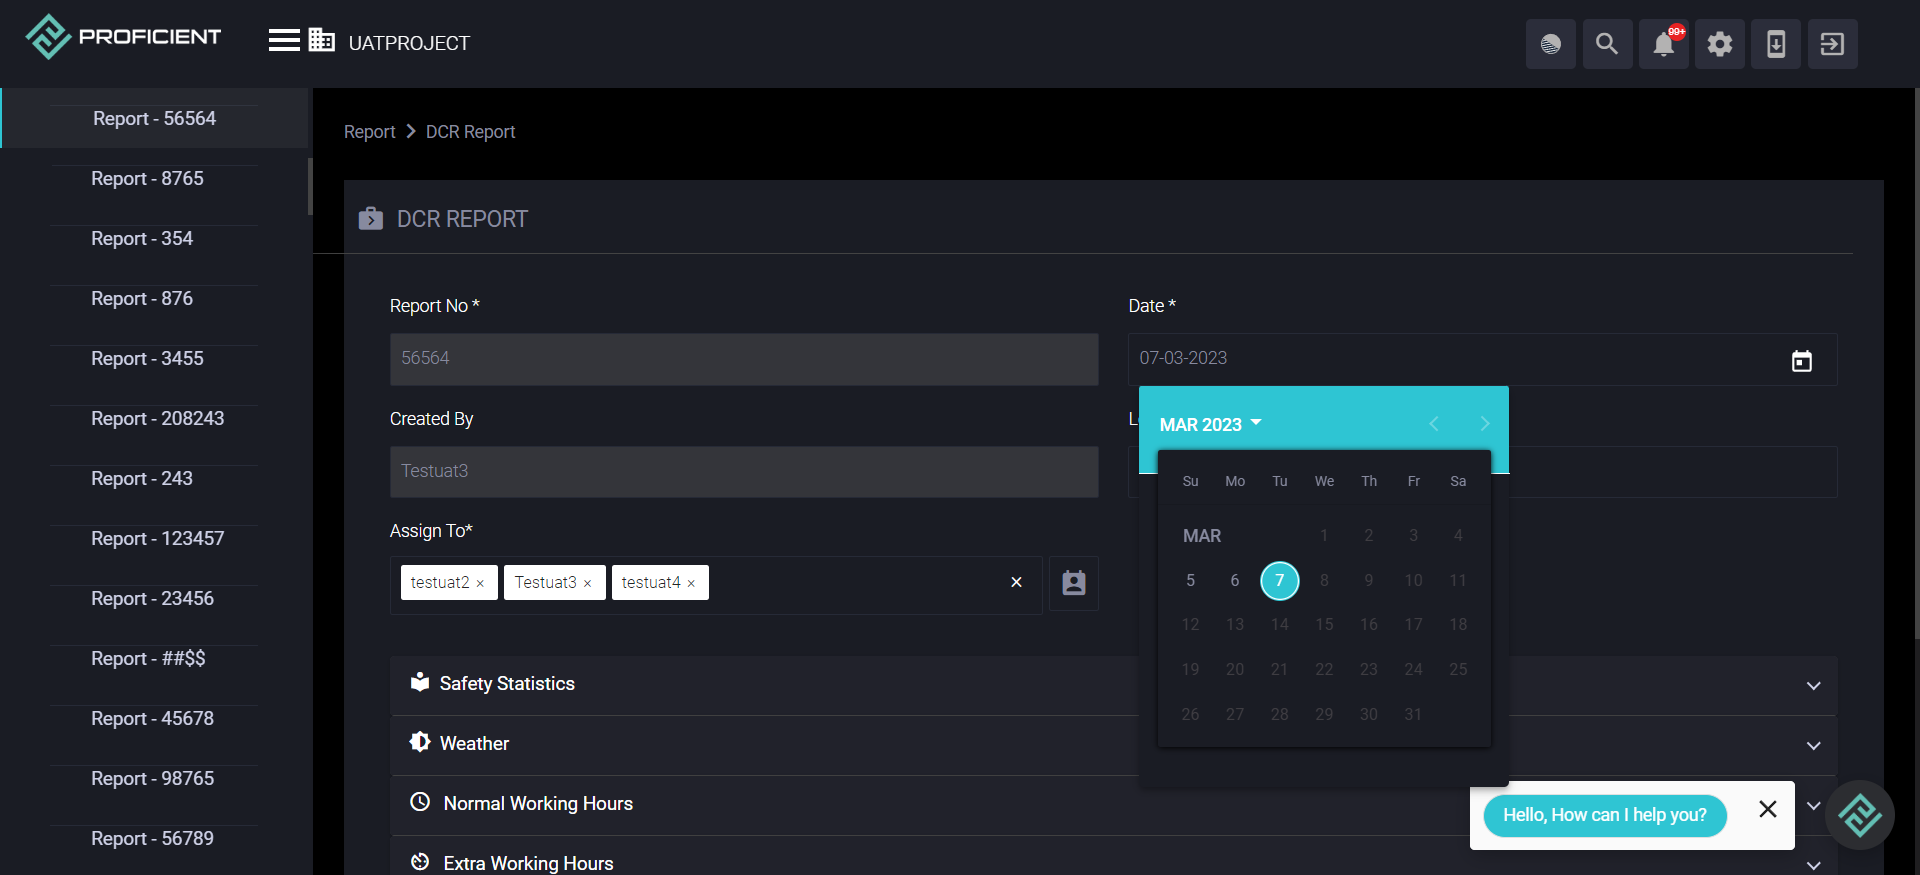 PROFICIENT
UATPROJECT
99+
Report - 56564
Report - 8765
Report - 354
Report - 876
Report - 3455
Report - 208243
Report - 243
Report - 123457
Report - 23456
Report - ##$$
Report - 45678
Report - 98765
Report - 56789
Report > DCR Report
DCR REPORT
Report No *
56564
Date *
07-03-2023
Created By
Testuat3
Assign To*
testuat2 × Testuat3 × testuat4 ×
MAR 2023
Su Mo Tu We Th Fr Sa
MAR 1 2 3 4
5 6 7 8 9 10 11
12 13 14 15 16 17 18
19 20 21 22 23 24 25
26 27 28 29 30 31
Safety Statistics
Weather
Normal Working Hours
Extra Working Hours
Hello, How can I help you?